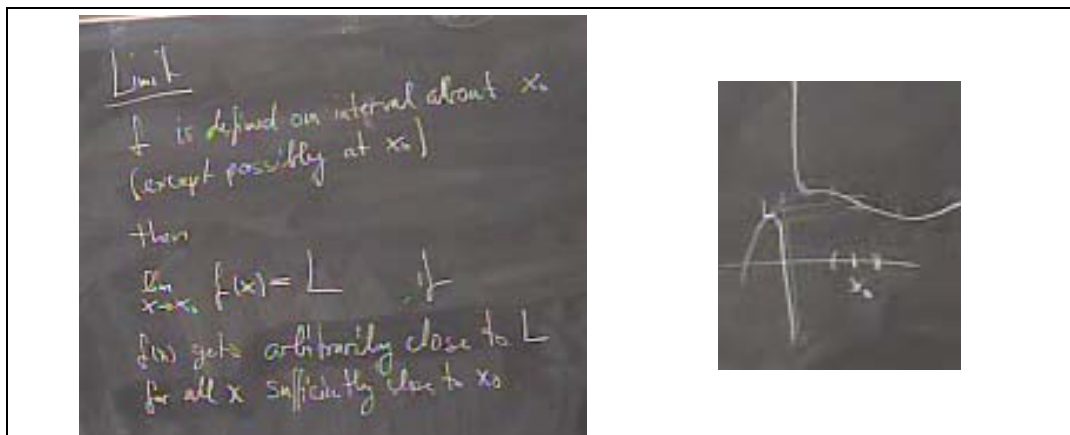 Limit
f is defined on interval about x₀
(except possibly at x₀)
then
lim f(x) = L if
x→x₀
f(x) gets arbitrarily close to L
for all x sufficiently close to x₀
L
x₀